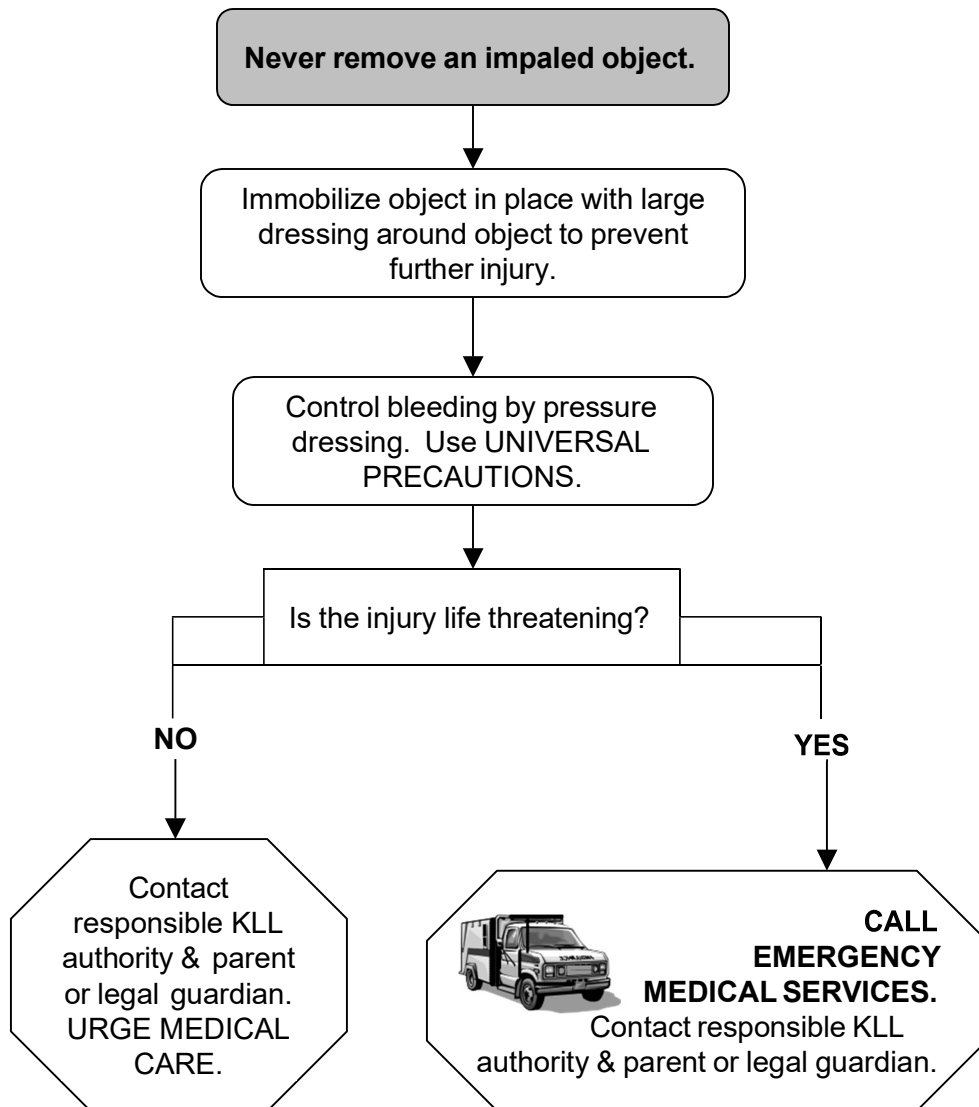 Never remove an impaled object.
Immobilize object in place with large
dressing around object to prevent
further injury.
Control bleeding by pressure
dressing. Use UNIVERSAL
PRECAUTIONS.
Is the injury life threatening?
NO
YES
Contact
responsible KLL
authority & parent
or legal guardian.
URGE MEDICAL
CARE.
CALL
EMERGENCY
MEDICAL SERVICES.
Contact responsible KLL
authority & parent or legal guardian.